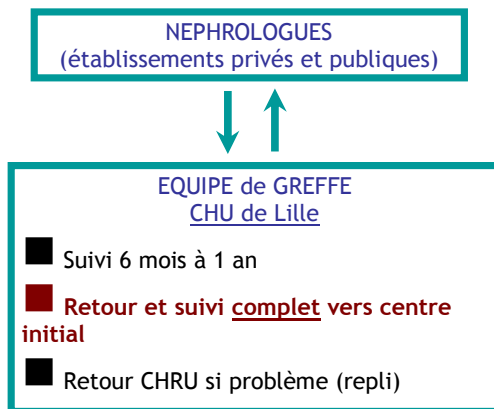 NEPHROLOGUES
(établissements privés et publiques)
EQUIPE de GREFFE
CHU de Lille
Suivi 6 mois à 1 an
Retour et suivi complet vers centre
initial
Retour CHRU si problème (repli)